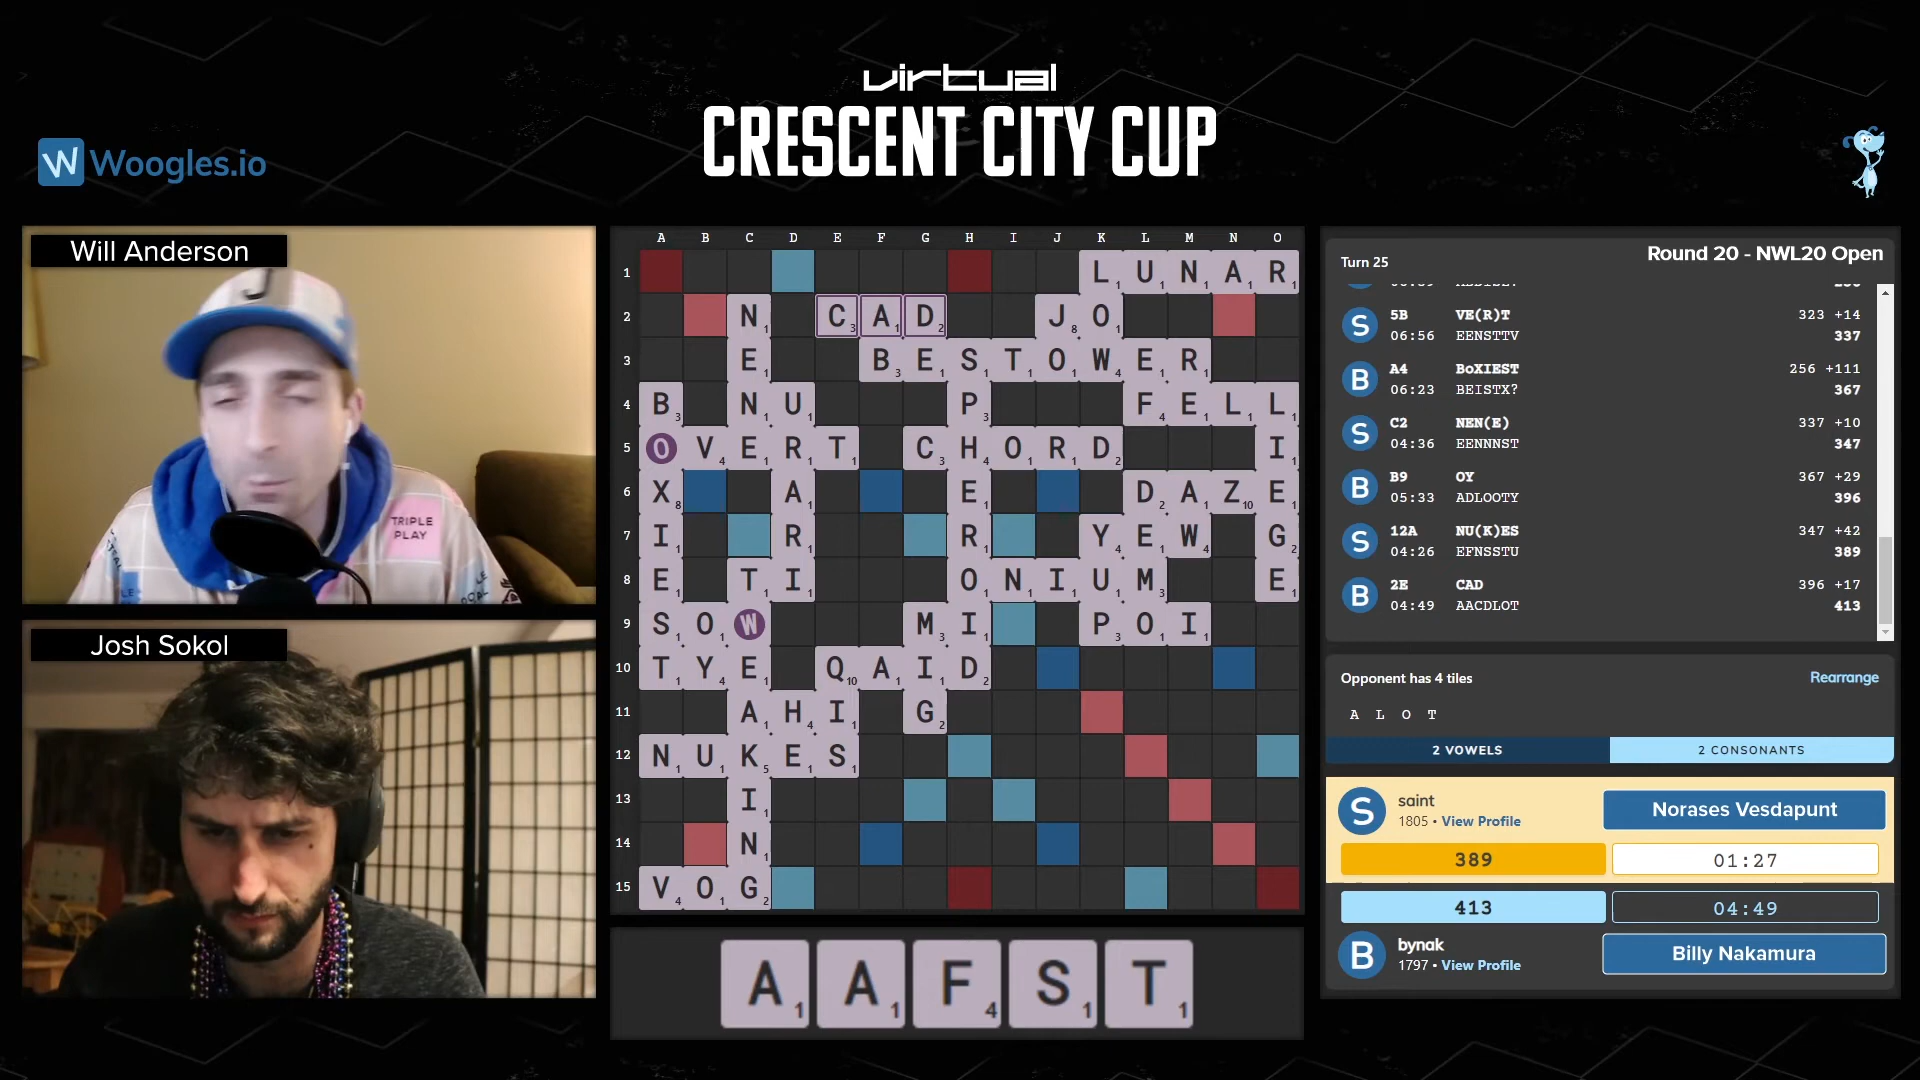 virtual
CRESCENT CITY CUP
Woogles.io
Will Anderson
TRIPLE PLAY
Josh Sokol
A B C D E F G H I J K L M N O
1 L U N A R
2 N C A D J O
3 E B E S T O W E R
4 B N U P F E L L
5 O V E R T C H O R D I
6 X A E D A Z E
7 I R R Y E W G
8 E T I O N I U M E
9 S O W M I P O I
10 T Y E Q A I D
11 A H I G
12 N U K E S
13 I
14 N
15 V O G
A1 A1 F4 S1 T1
Round 20 - NWL20 Open
Turn 25
S 5B VE(R)T 323 +14
06:56 EENSTTV 337
B A4 BoXIEST 256 +111
06:23 BEISTX? 367
S C2 NEN(E) 337 +10
04:36 EENNNST 347
B B9 OY 367 +29
05:33 ADLOOTY 396
S 12A NU(K)ES 347 +42
04:26 EFNSSTU 389
B 2E CAD 396 +17
04:49 AACDLOT 413
Opponent has 4 tiles
Rearrange
A L O T
2 VOWELS 2 CONSONANTS
S saint
1805 • View Profile
Norases Vesdapunt
389 01:27
413 04:49
B bynak
1797 • View Profile
Billy Nakamura